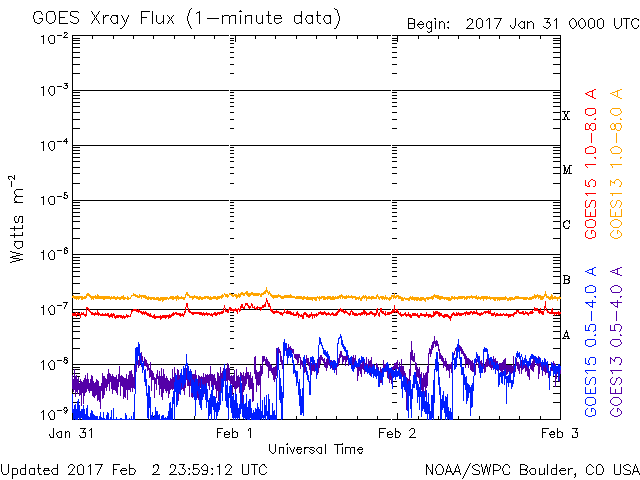 GOES Xray Flux (1-minute data)
Begin: 2017 Jan 31 0000 UTC
10⁻²
10⁻³
10⁻⁴
10⁻⁵
10⁻⁶
10⁻⁷
10⁻⁸
10⁻⁹
Watts m⁻²
X
M
C
B
A
GOES15 1.0-8.0 A
GOES13 1.0-8.0 A
GOES15 0.5-4.0 A
GOES13 0.5-4.0 A
Jan 31
Feb 1
Feb 2
Feb 3
Universal Time
Updated 2017 Feb 2 23:59:12 UTC
NOAA/SWPC Boulder, CO USA